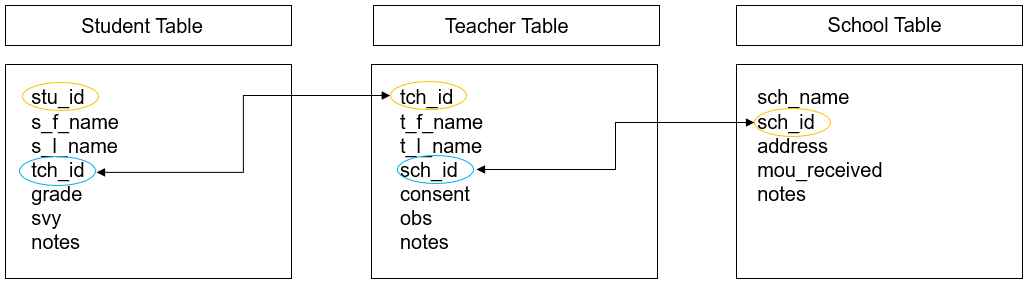 Student Table
Teacher Table
School Table
stu_id
s_f_name
s_l_name
tch_id
grade
svy
notes
tch_id
t_f_name
t_l_name
sch_id
consent
obs
notes
sch_name
sch_id
address
mou_received
notes